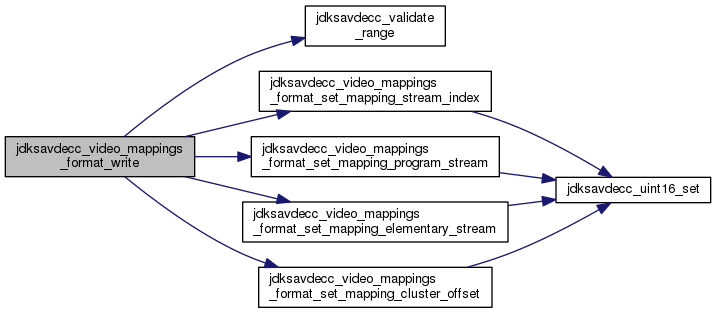 jdksavdecc_validate
_range
jdksavdecc_video_mappings
_format_set_mapping_stream_index
jdksavdecc_video_mappings
_format_write
jdksavdecc_video_mappings
_format_set_mapping_program_stream
jdksavdecc_uint16_set
jdksavdecc_video_mappings
_format_set_mapping_elementary_stream
jdksavdecc_video_mappings
_format_set_mapping_cluster_offset